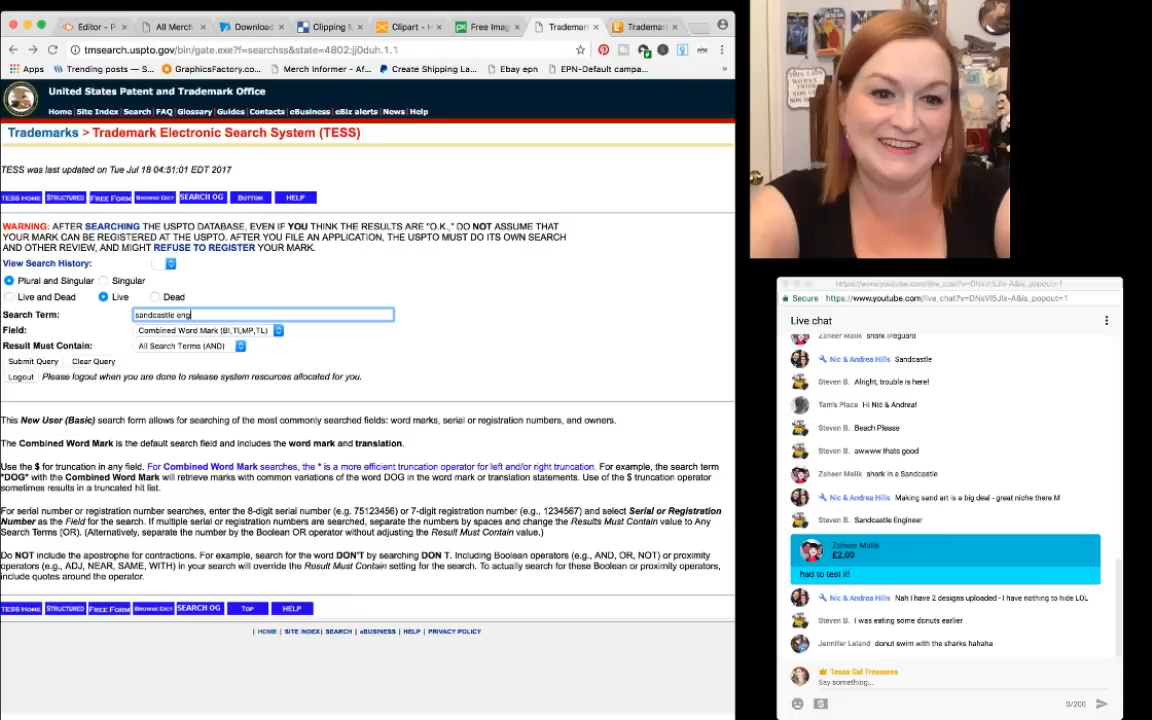 Editor - P
All Merch
Download
Clipping
Clipart -
Free Imag
Trademar
Trademar
tmsearch.uspto.gov/bin/gate.exe?f=searchss&state=4802:jj0duh.1.1
Apps
Trending posts — S...
GraphicsFactory.co...
Merch Informer - Af...
Create Shipping La...
Ebay epn
EPN-Default campa...
»
United States Patent and Trademark Office
Home | Site Index | Search | FAQ | Glossary | Guides | Contacts | eBusiness | eBiz alerts | News | Help
Trademarks > Trademark Electronic Search System (TESS)
TESS was last updated on Tue Jul 18 04:51:01 EDT 2017
TESS HOME STRUCTURED FREE FORM BROWSE DICT SEARCH OG BOTTOM HELP
WARNING: AFTER SEARCHING THE USPTO DATABASE, EVEN IF YOU THINK THE RESULTS ARE "O.K.," DO NOT ASSUME THAT
YOUR MARK CAN BE REGISTERED AT THE USPTO. AFTER YOU FILE AN APPLICATION, THE USPTO MUST DO ITS OWN SEARCH
AND OTHER REVIEW, AND MIGHT REFUSE TO REGISTER YOUR MARK.
View Search History:
Plural and Singular Singular
Live and Dead Live Dead
Search Term: sandcastle eng
Field: Combined Word Mark (BI,TI,MP,TL)
Result Must Contain: All Search Terms (AND)
Submit Query Clear Query
Logout Please logout when you are done to release system resources allocated for you.
This New User (Basic) search form allows for searching of the most commonly searched fields: word marks, serial or registration numbers, and owners.
The Combined Word Mark is the default search field and includes the word mark and translation.
Use the $ for truncation in any field. For Combined Word Mark searches, the * is a more efficient truncation operator for left and/or right truncation. For example, the search term
*DOG* with the Combined Word Mark will retrieve marks with common variations of the word DOG in the word mark or translation statements. Use of the $ truncation operator
sometimes results in a truncated hit list.
For serial number or registration number searches, enter the 8-digit serial number (e.g. 75123456) or 7-digit registration number (e.g., 1234567) and select Serial or Registration
Number as the Field for the search. If multiple serial or registration numbers are searched, separate the numbers by spaces and change the Results Must Contain value to Any
Search Terms (OR). (Alternatively, separate the number by the Boolean OR operator without adjusting the Result Must Contain value.)
Do NOT include the apostrophe for contractions. For example, search for the word DON'T by searching DON T. Including Boolean operators (e.g., AND, OR, NOT) or proximity
operators (e.g., ADJ, NEAR, SAME, WITH) in your search will override the Result Must Contain setting for the search. To actually search for these Boolean or proximity operators,
include quotes around the operator.
TESS HOME STRUCTURED FREE FORM BROWSE DICT SEARCH OG TOP HELP
| HOME | SITE INDEX | SEARCH | eBUSINESS | HELP | PRIVACY POLICY
THIS LADY
WORKS
https://www.youtube.com/live_chat?v=DNsVI5JIx-A&is_popout=1
Secure https://www.youtube.com/live_chat?v=DNsVI5JIx-A&is_popout=1
Live chat
Zaheer Malik shark lifeguard
Nic & Andrea Hills Sandcastle
Steven B. Alright, trouble is here!
Tam's Place Hi Nic & Andrea!
Steven B. Beach Please
Steven B. awwww thats good
Zaheer Malik shark in a Sandcastle
Nic & Andrea Hills Making sand art is a big deal - great niche there M
Steven B. Sandcastle Engineer
Zaheer Malik
£2.00
had to test it!
Nic & Andrea Hills Nah I have 2 designs uploaded - I have nothing to hide LOL
Steven B. I was eating some donuts earlier
Jennifer Leland donut swim with the sharks hahaha
Texas Gal Treasures
Say something...
0/200